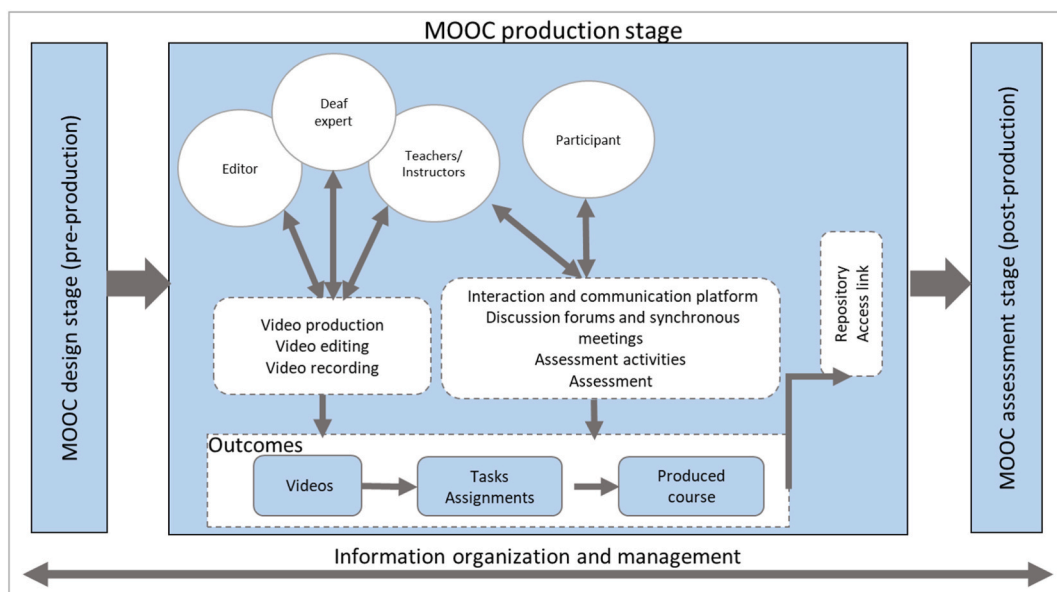 MOOC production stage
MOOC design stage (pre-production)
Deaf
expert
Editor
Teachers/
Instructors
Participant
Video production
Video editing
Video recording
Interaction and communication platform
Discussion forums and synchronous
meetings
Assessment activities
Assessment
Repository
Access link
Outcomes
Videos
Tasks
Assignments
Produced
course
MOOC assessment stage (post-production)
Information organization and management